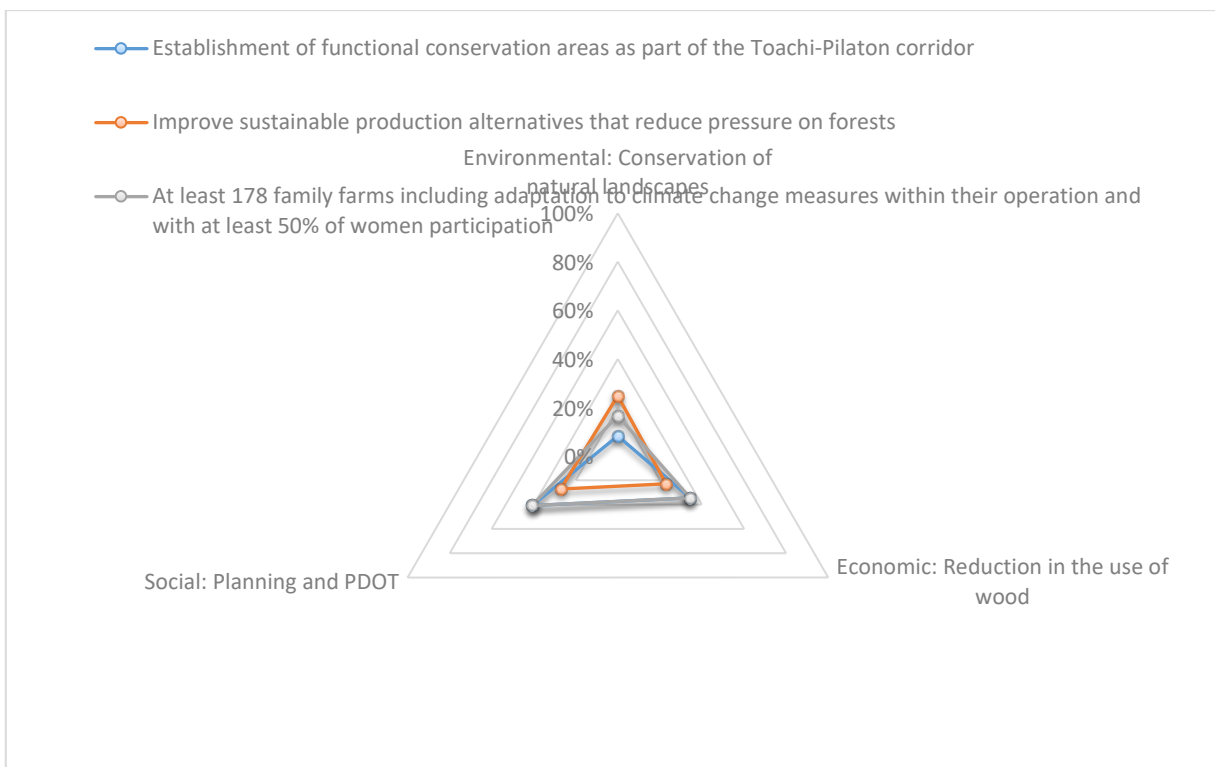 Establishment of functional conservation areas as part of the Toachi-Pilaton corridor
Improve sustainable production alternatives that reduce pressure on forests
At least 178 family farms including adaptation to climate change measures within their operation and
with at least 50% of women participation
Environmental: Conservation of
natural landscapes
100%
80%
60%
40%
20%
0%
Social: Planning and PDOT
Economic: Reduction in the use of
wood